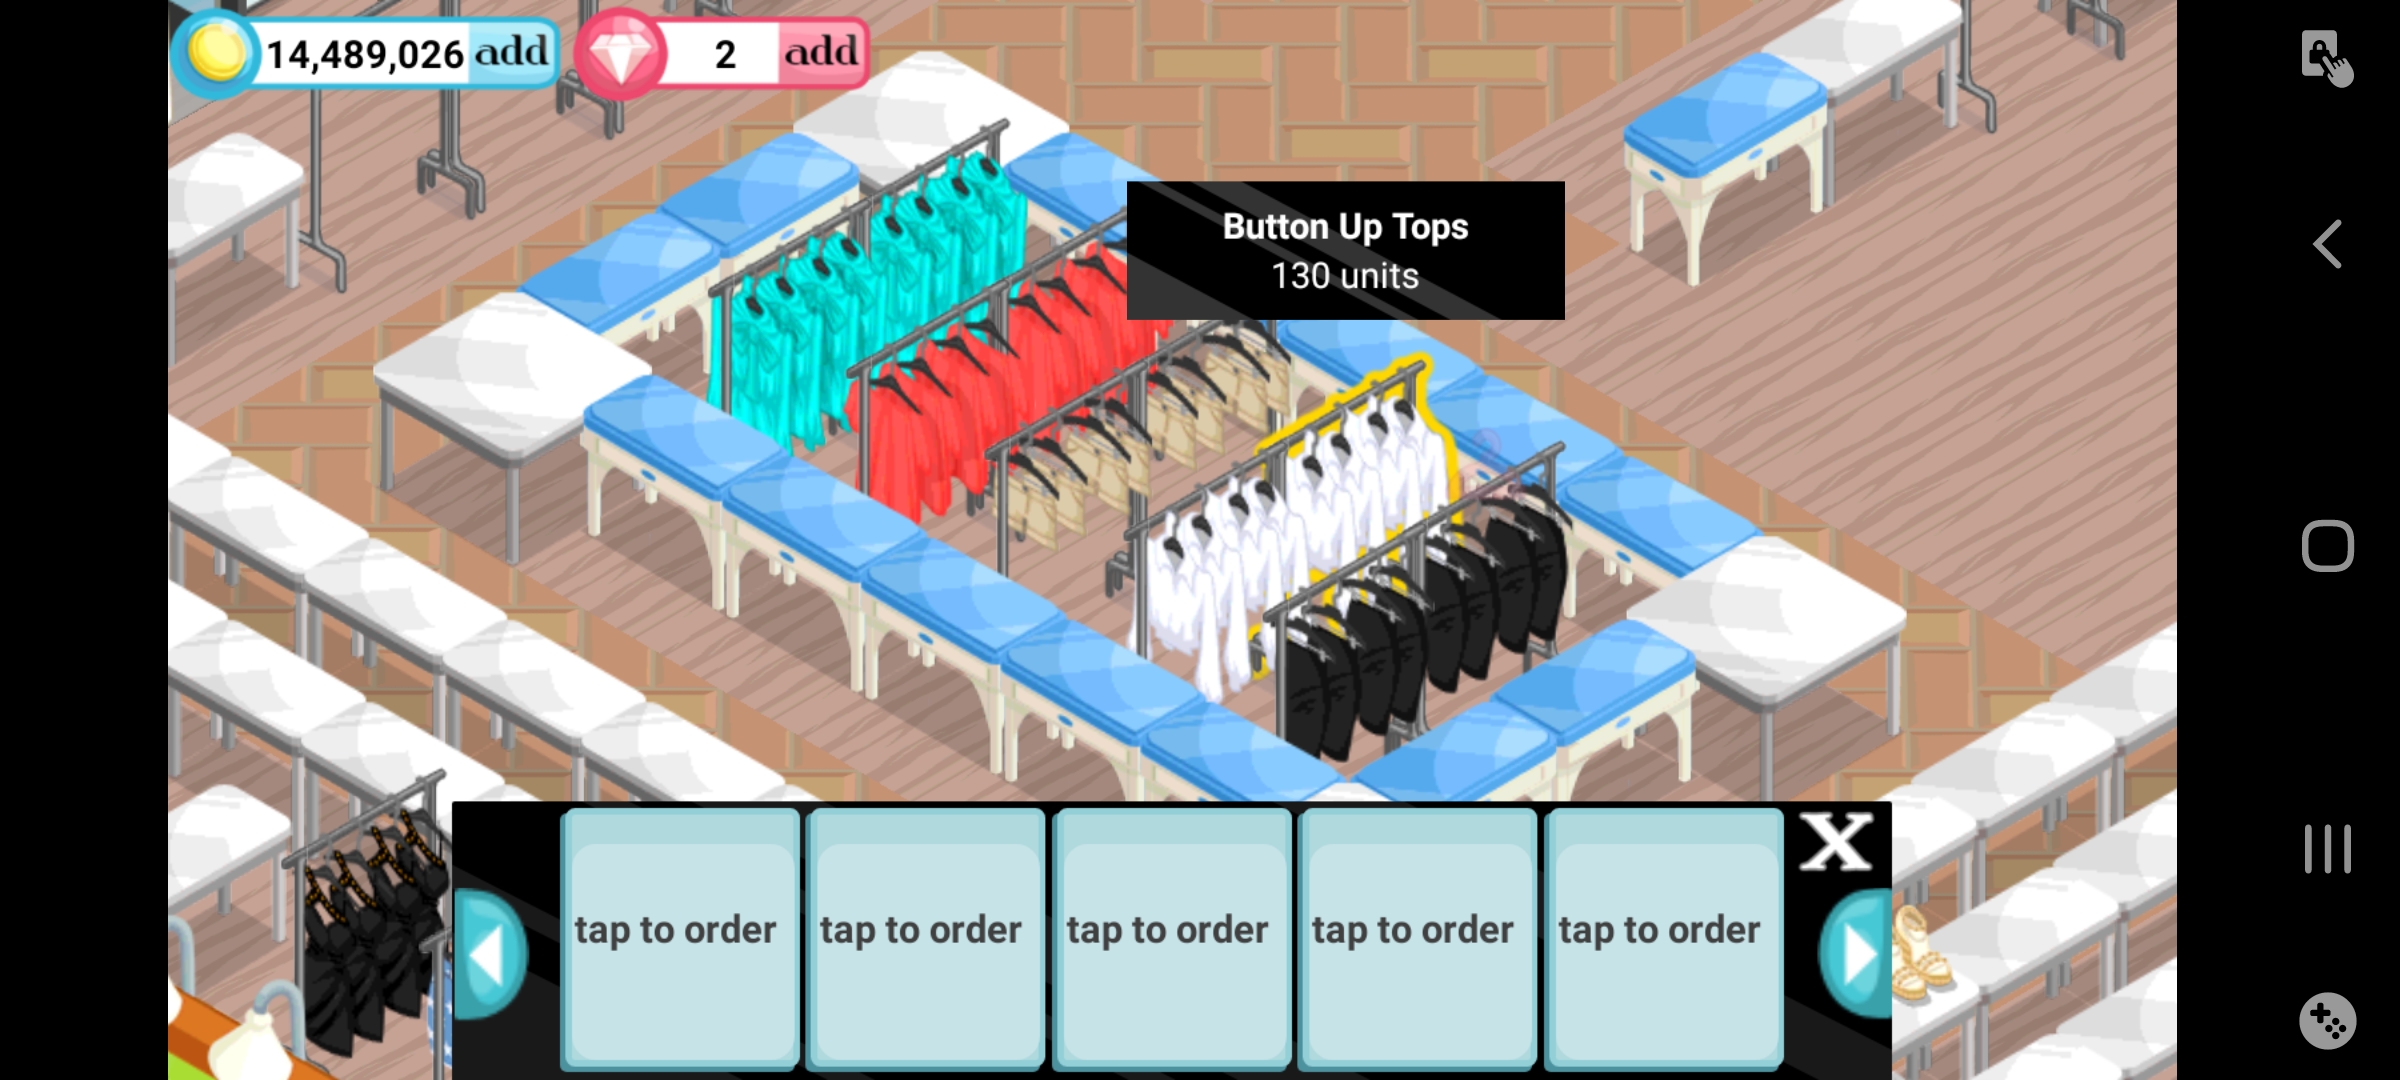 14,489,026 add 2 add
Button Up Tops
130 units
X
tap to order tap to order tap to order tap to order tap to order